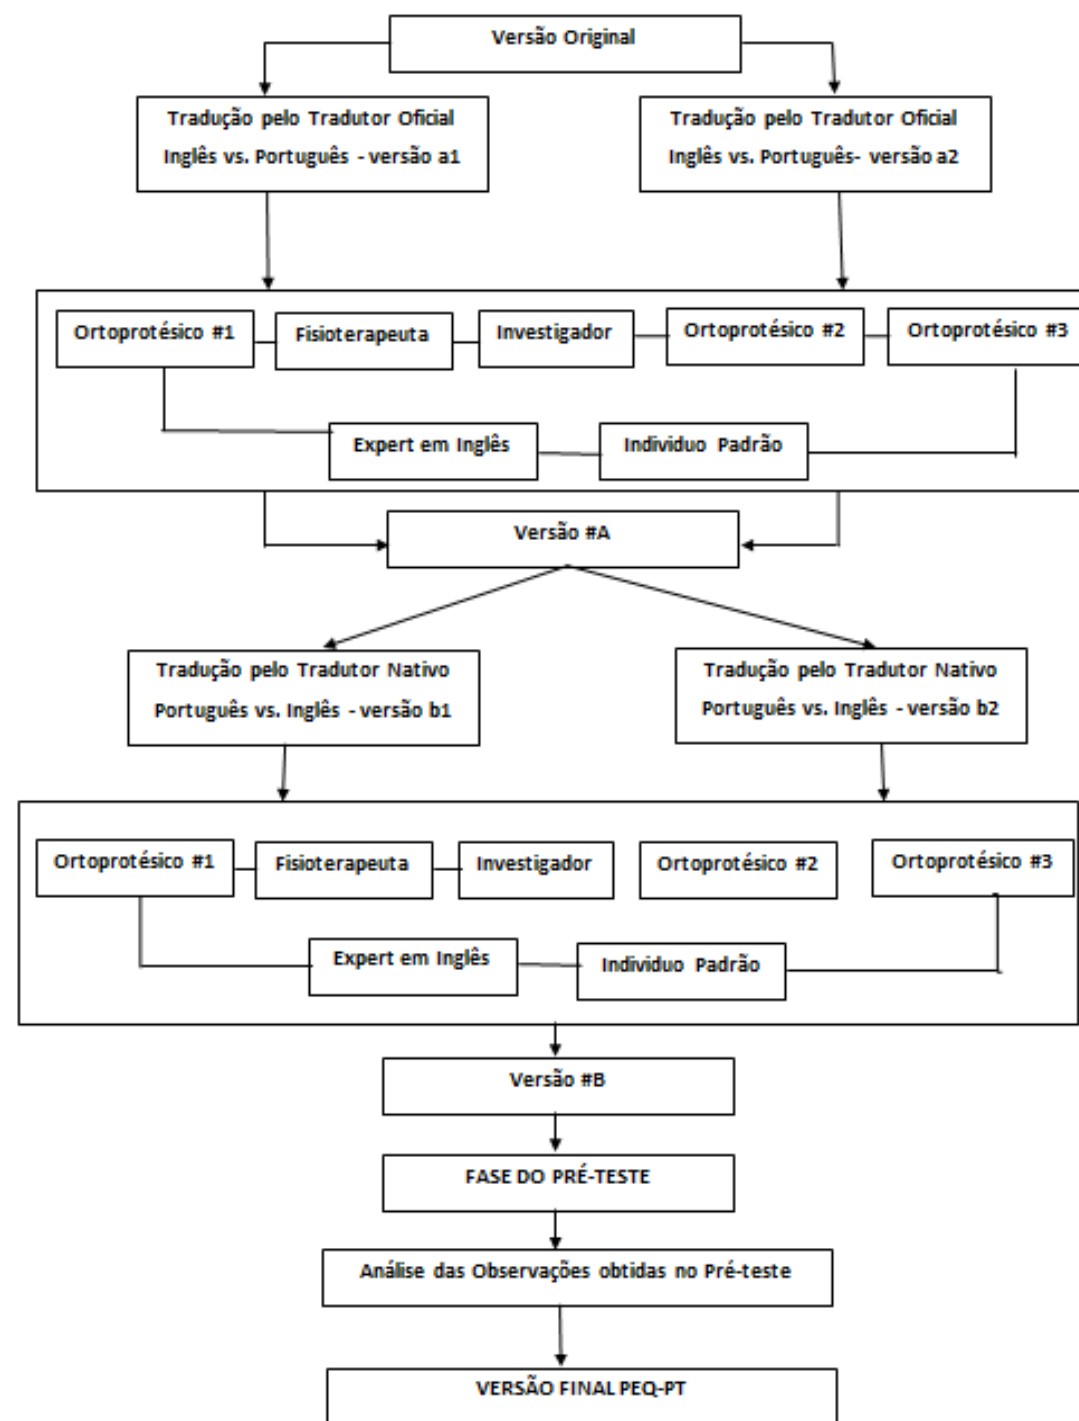 Versão Original
Tradução pelo Tradutor Oficial
Inglês vs. Português - versão a1
Tradução pelo Tradutor Oficial
Inglês vs. Português- versão a2
Ortoprotésico #1
Fisioterapeuta
Investigador
Ortoprotésico #2
Ortoprotésico #3
Expert em Inglês
Individuo Padrão
Versão #A
Tradução pelo Tradutor Nativo
Português vs. Inglês - versão b1
Tradução pelo Tradutor Nativo
Português vs. Inglês - versão b2
Ortoprotésico #1
Fisioterapeuta
Investigador
Ortoprotésico #2
Ortoprotésico #3
Expert em Inglês
Individuo Padrão
Versão #B
FASE DO PRÉ-TESTE
Análise das Observações obtidas no Pré-teste
VERSÃO FINAL PEQ-PT